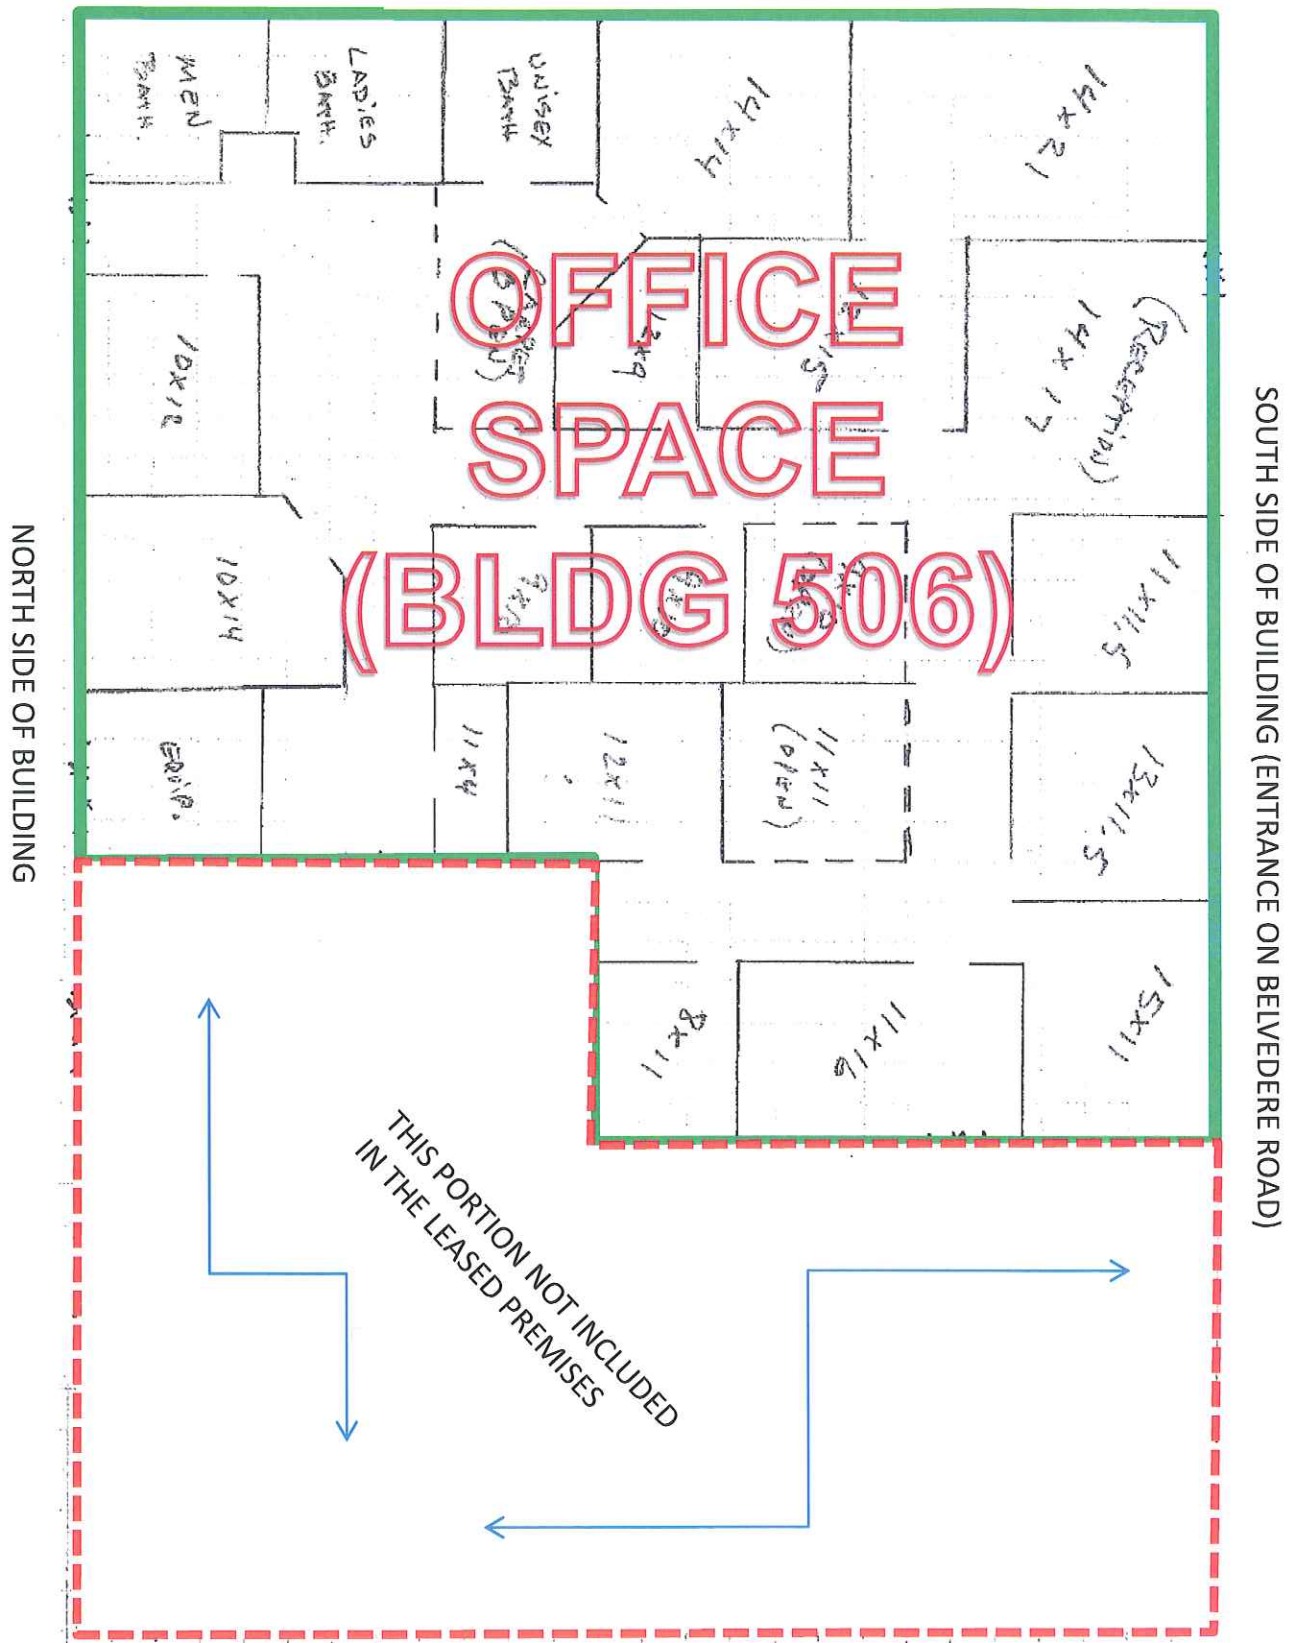 MEN
BATH.
LADIES
BATH.
UNISEX
BATH
14x14
14x21
OFFICE
SPACE
(BLDG 506)
OPEN)
12x9
14x17
(RECEPTION)
10x12
10x14
9x10
11x11.5
EQUIP.
11x4
12x11
11x11
(OPEN)
13x11.5
8x11
11x16
15x11
THIS PORTION NOT INCLUDED
IN THE LEASED PREMISES
NORTH SIDE OF BUILDING
SOUTH SIDE OF BUILDING (ENTRANCE ON BELVEDERE ROAD)